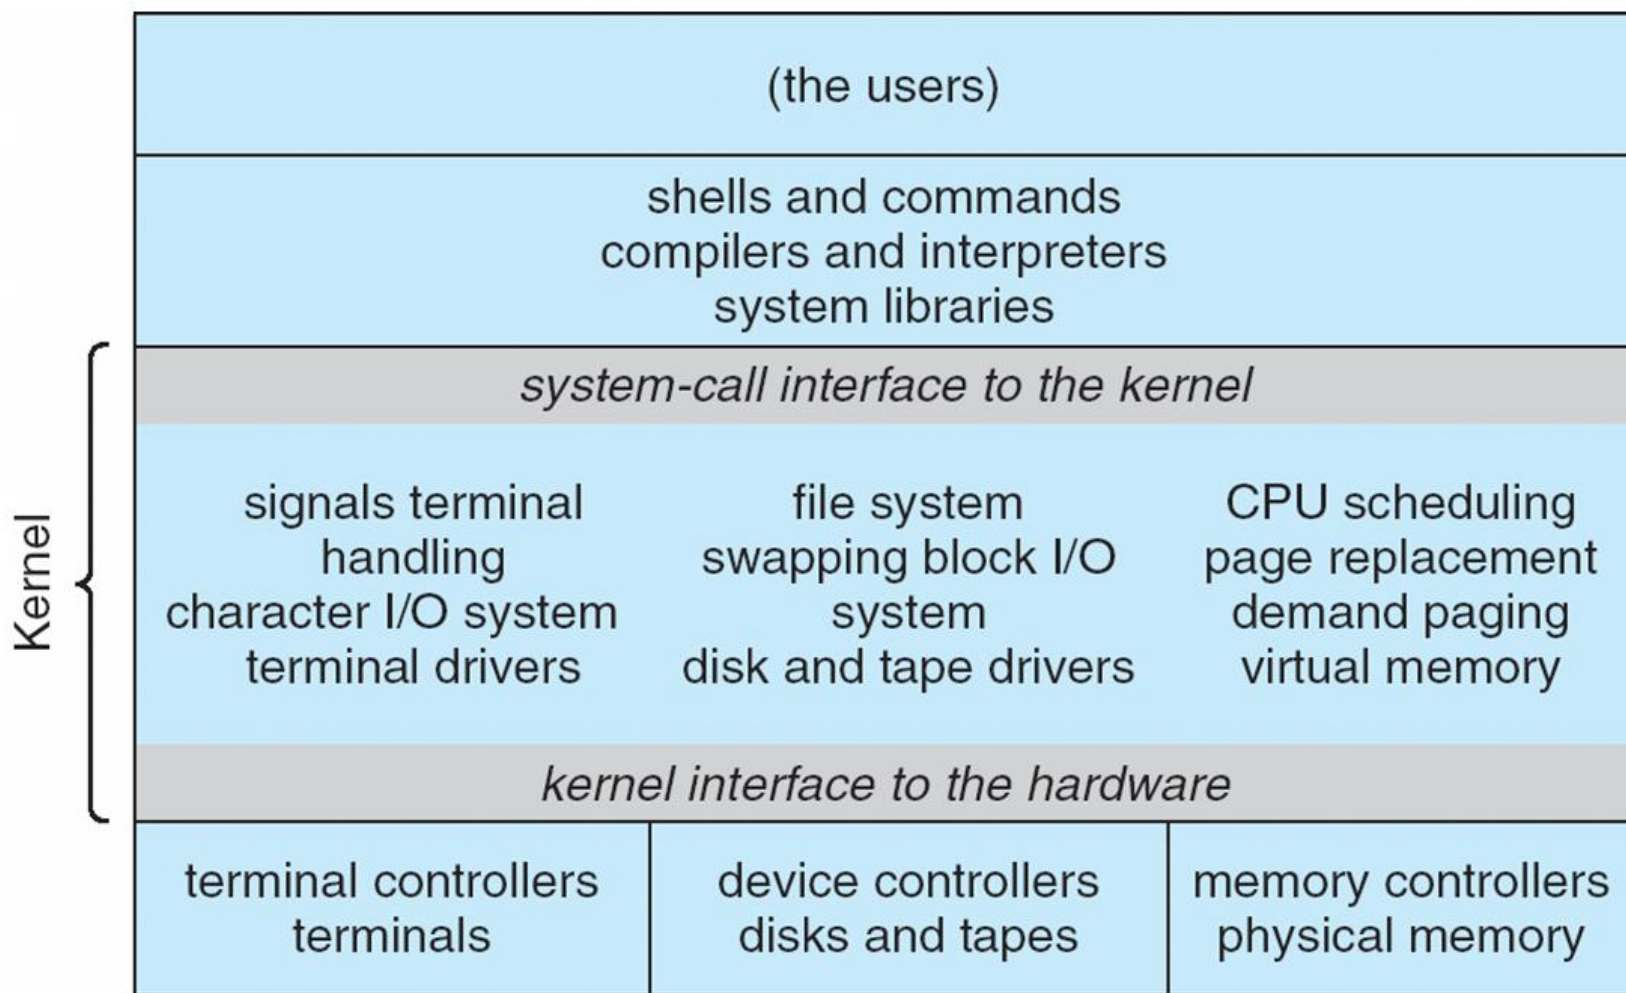 (the users)
shells and commands
compilers and interpreters
system libraries
Kernel
system-call interface to the kernel
signals terminal
handling
character I/O system
terminal drivers
file system
swapping block I/O
system
disk and tape drivers
CPU scheduling
page replacement
demand paging
virtual memory
kernel interface to the hardware
terminal controllers
terminals
device controllers
disks and tapes
memory controllers
physical memory